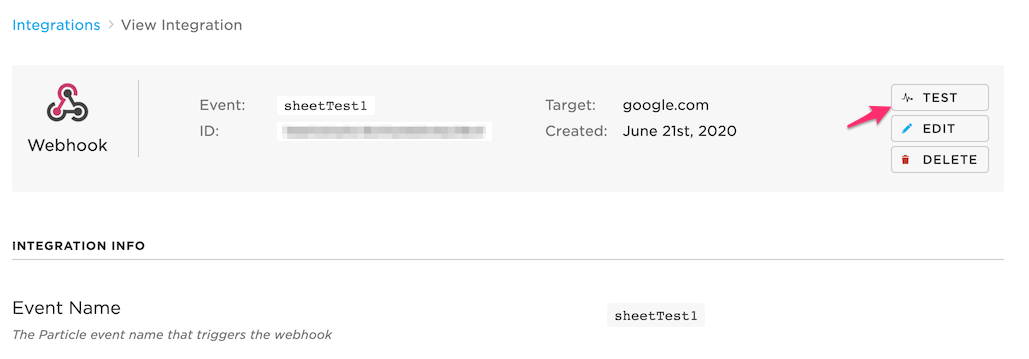 Integrations > View Integration
Event: sheetTest1 Target: google.com TEST
ID: Created: June 21st, 2020 EDIT
Webhook DELETE
INTEGRATION INFO
Event Name sheetTest1
The Particle event name that triggers the webhook